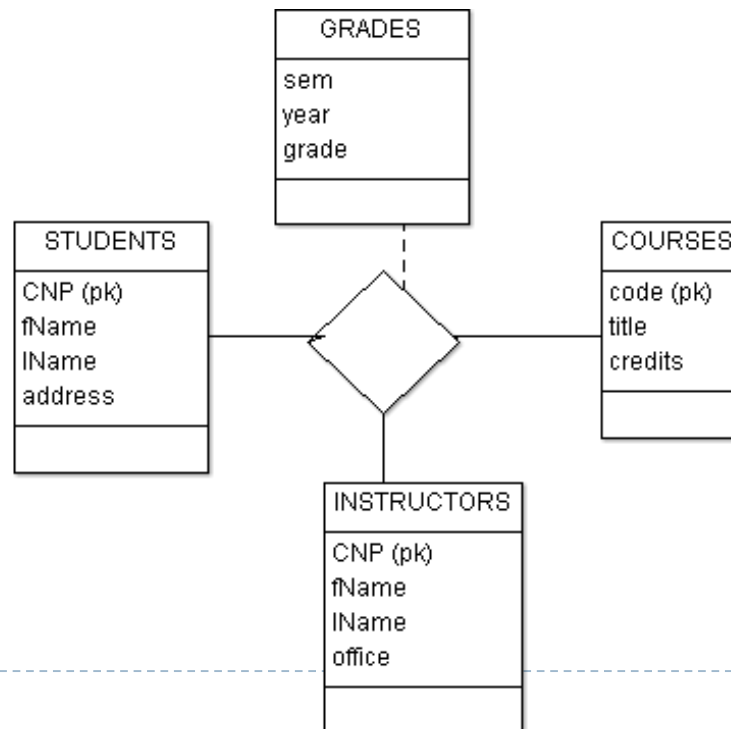 GRADES
sem
year
grade
STUDENTS
CNP (pk)
fName
lName
address
COURSES
code (pk)
title
credits
INSTRUCTORS
CNP (pk)
fName
lName
office